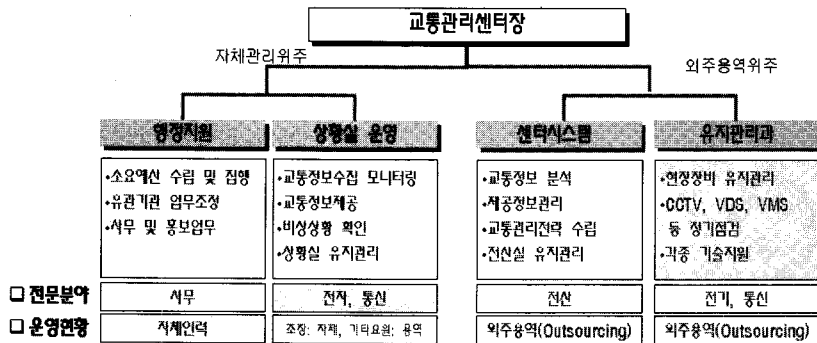 교통관리센터장
자체관리위주
외주용역위주
행정지원
상황실 운영
센터시스템
유지관리과
•소요예산 수립 및 집행
•유관기관 업무조정
•사무 및 홍보업무
•교통정보수집 모니터링
•교통정보제공
•비상상황 확인
•상황실 유지관리
•교통정보 분석
•제공정보관리
•교통관리전략 수립
•전산실 유지관리
•현장장비 유지관리
•CCTV, VDS, VMS
등 정기점검
•각종 기술지원
□ 전문분야
사무
전자, 통신
전산
전기, 통신
□ 운영현황
자체인력
조장: 자체, 기타요원: 용역
외주용역(Outsourcing)
외주용역(Outsourcing)